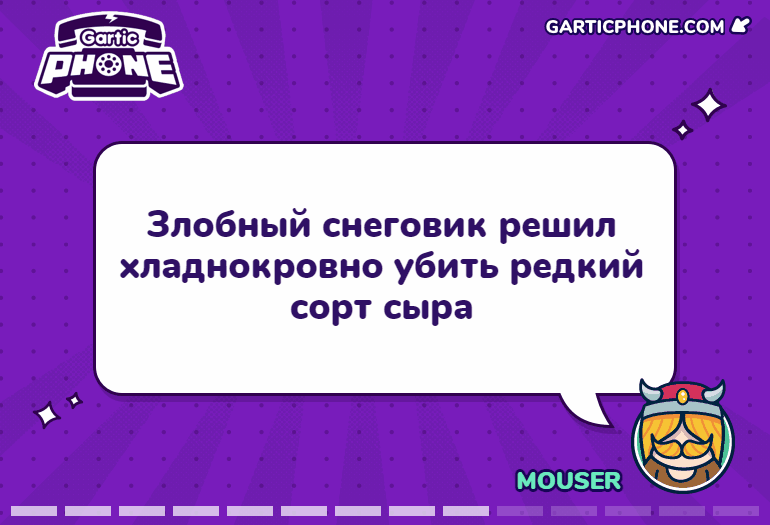 Gartic
PHONE
GARTICPHONE.COM
Злобный снеговик решил
хладнокровно убить редкий
сорт сыра
MOUSER